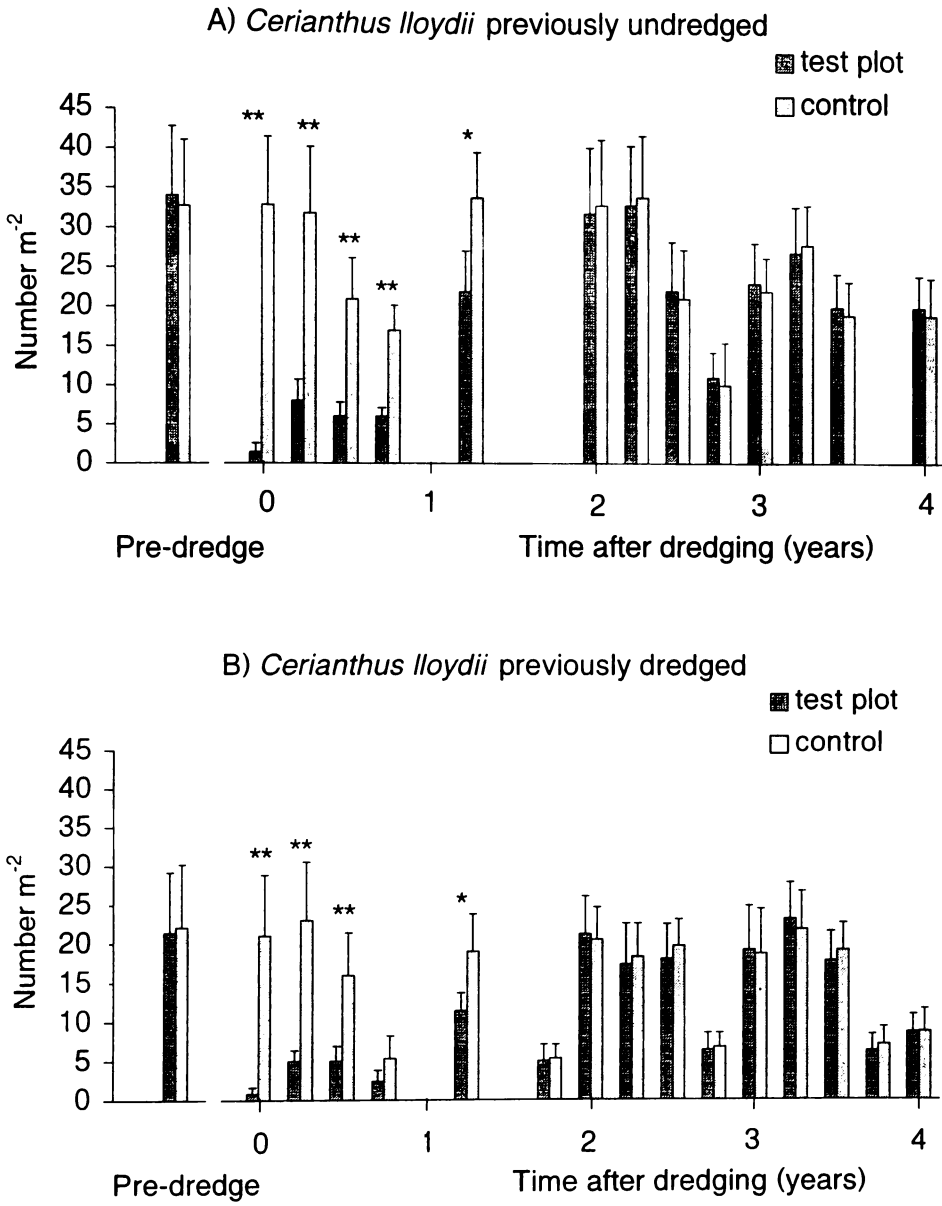 A) Cerianthus lloydii previously undredged
test plot
control
45
40
35
30
25
20
15
10
5
0
Number m-2
** ** ** ** *
0 1 2 3 4
Pre-dredge Time after dredging (years)
B) Cerianthus lloydii previously dredged
test plot
control
45
40
35
30
25
20
15
10
5
0
Number m-2
** ** ** *
0 1 2 3 4
Pre-dredge Time after dredging (years)